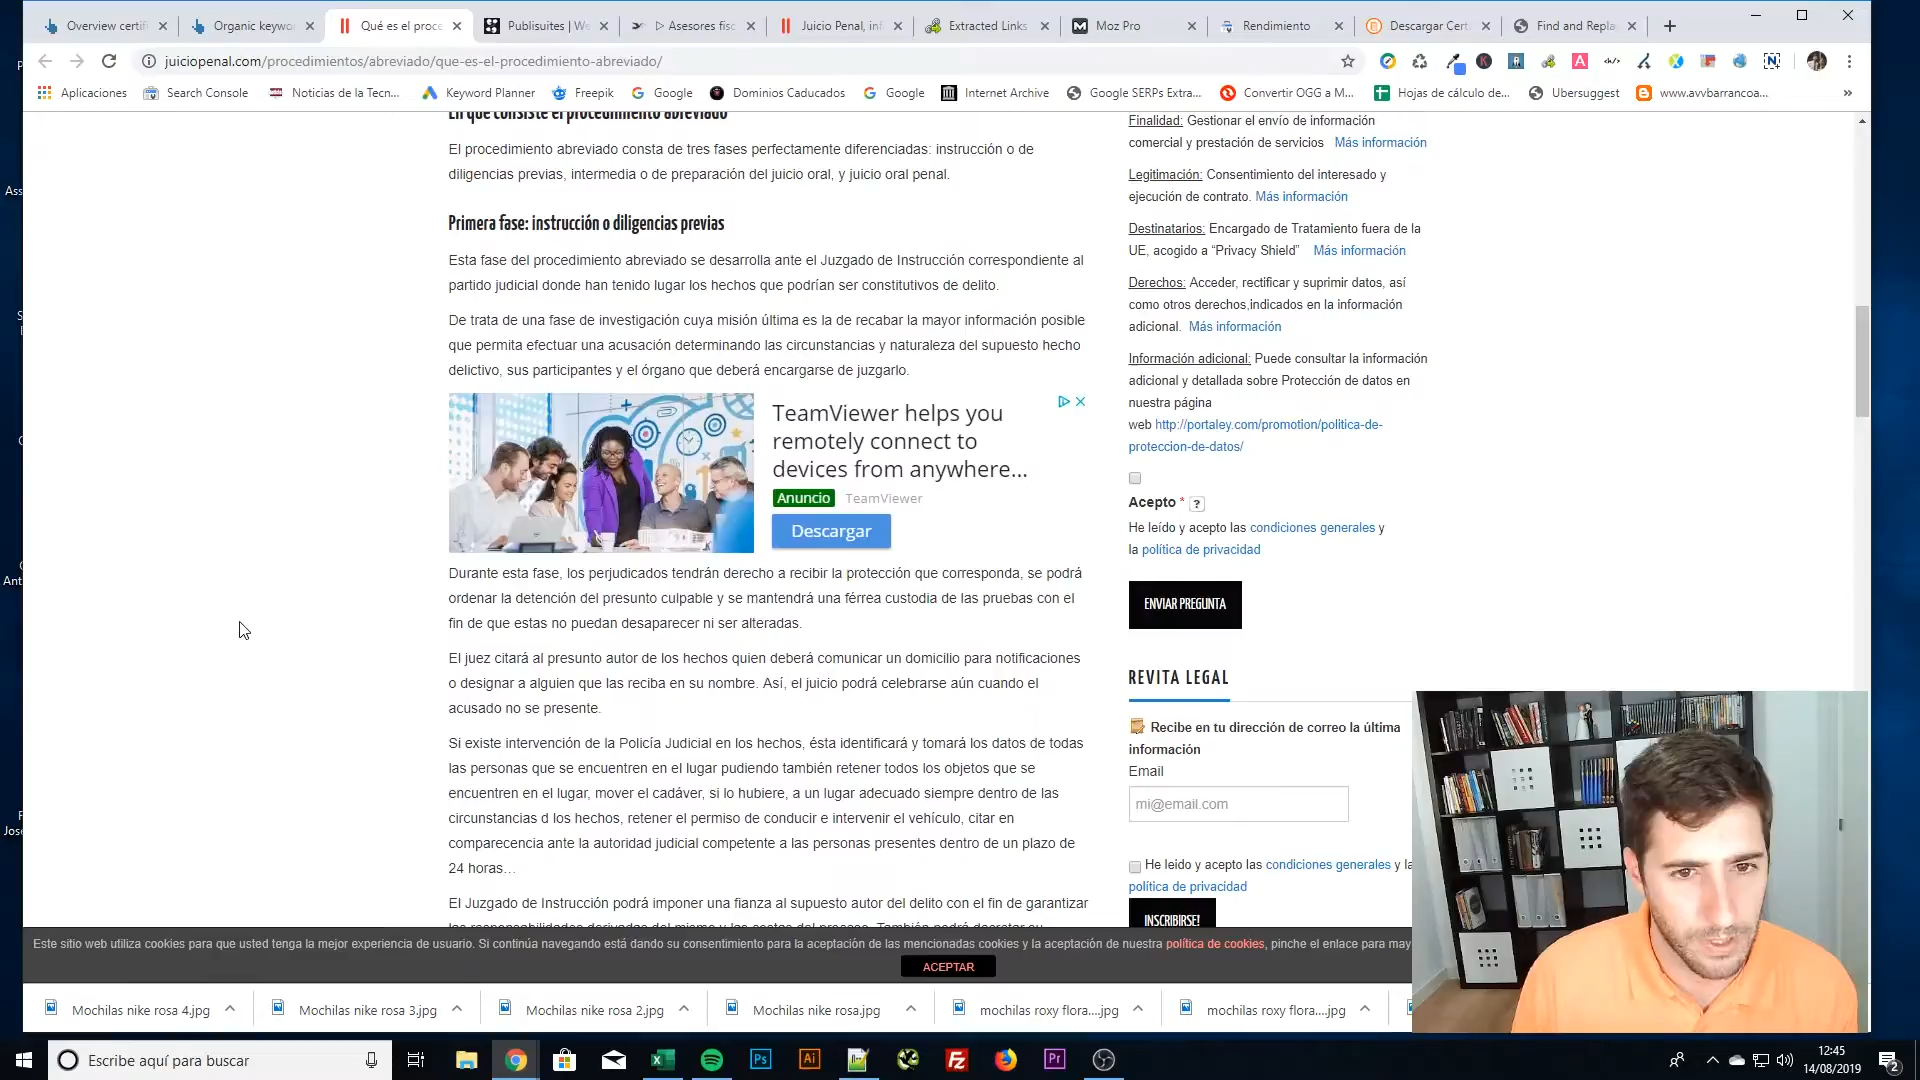 Overview certifi
Organic keywo
Qué es el proce
Publisuites | We
▷ Asesores fisc
Juicio Penal, inf
Extracted Links
Moz Pro
Rendimiento
Descargar Cert
Find and Repla
juiciopenal.com/procedimientos/abreviado/que-es-el-procedimiento-abreviado/
Aplicaciones
Search Console
Noticias de la Tecn...
Keyword Planner
Freepik
Google
Dominios Caducados
Google
Internet Archive
Google SERPs Extra...
Convertir OGG a M...
Hojas de cálculo de...
Ubersuggest
www.avvbarrancoa...
»
En qué consiste el procedimiento abreviado
El procedimiento abreviado consta de tres fases perfectamente diferenciadas: instrucción o de
diligencias previas, intermedia o de preparación del juicio oral, y juicio oral penal.
Primera fase: instrucción o diligencias previas
Esta fase del procedimiento abreviado se desarrolla ante el Juzgado de Instrucción correspondiente al
partido judicial donde han tenido lugar los hechos que podrían ser constitutivos de delito.
De trata de una fase de investigación cuya misión última es la de recabar la mayor información posible
que permita efectuar una acusación determinando las circunstancias y naturaleza del supuesto hecho
delictivo, sus participantes y el órgano que deberá encargarse de juzgarlo.
TeamViewer helps you
remotely connect to
devices from anywhere...
Anuncio TeamViewer
Descargar
Durante esta fase, los perjudicados tendrán derecho a recibir la protección que corresponda, se podrá
ordenar la detención del presunto culpable y se mantendrá una férrea custodia de las pruebas con el
fin de que estas no puedan desaparecer ni ser alteradas.
El juez citará al presunto autor de los hechos quien deberá comunicar un domicilio para notificaciones
o designar a alguien que las reciba en su nombre. Así, el juicio podrá celebrarse aún cuando el
acusado no se presente.
Si existe intervención de la Policía Judicial en los hechos, ésta identificará y tomará los datos de todas
las personas que se encuentren en el lugar pudiendo también retener todos los objetos que se
encuentren en el lugar, mover el cadáver, si lo hubiere, a un lugar adecuado siempre dentro de las
circunstancias d los hechos, retener el permiso de conducir e intervenir el vehículo, citar en
comparecencia ante la autoridad judicial competente a las personas presentes dentro de un plazo de
24 horas…
El Juzgado de Instrucción podrá imponer una fianza al supuesto autor del delito con el fin de garantizar
Finalidad: Gestionar el envío de información
comercial y prestación de servicios Más información
Legitimación: Consentimiento del interesado y
ejecución de contrato. Más información
Destinatarios: Encargado de Tratamiento fuera de la
UE, acogido a “Privacy Shield” Más información
Derechos: Acceder, rectificar y suprimir datos, así
como otros derechos,indicados en la información
adicional. Más información
Información adicional: Puede consultar la información
adicional y detallada sobre Protección de datos en
nuestra página
web http://portaley.com/promotion/politica-de-
proteccion-de-datos/
Acepto * ?
He leído y acepto las condiciones generales y
la política de privacidad
ENVIAR PREGUNTA
REVITA LEGAL
Recibe en tu dirección de correo la última
información
Email
mi@email.com
He leido y acepto las condiciones generales y la
política de privacidad
INSCRIBIRSE!
Este sitio web utiliza cookies para que usted tenga la mejor experiencia de usuario. Si continúa navegando está dando su consentimiento para la aceptación de las mencionadas cookies y la aceptación de nuestra política de cookies, pinche el enlace para may
ACEPTAR
Mochilas nike rosa 4.jpg
Mochilas nike rosa 3.jpg
Mochilas nike rosa 2.jpg
Mochilas nike rosa.jpg
mochilas roxy flora....jpg
mochilas roxy flora....jpg
Escribe aquí para buscar
12:45
14/08/2019
2
Ass
Ant
Jose